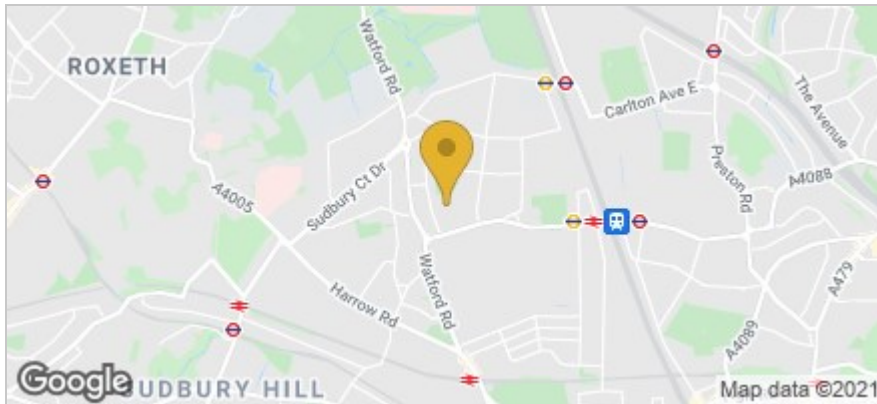 ROXETH
Watford Rd
Carlton Ave E
The Avenue
Preston Rd
A4088
Sudbury Ct Dr
A4005
Watford Rd
Harrow Rd
A479
A4089
SUDBURY HILL
Google
Map data ©2021